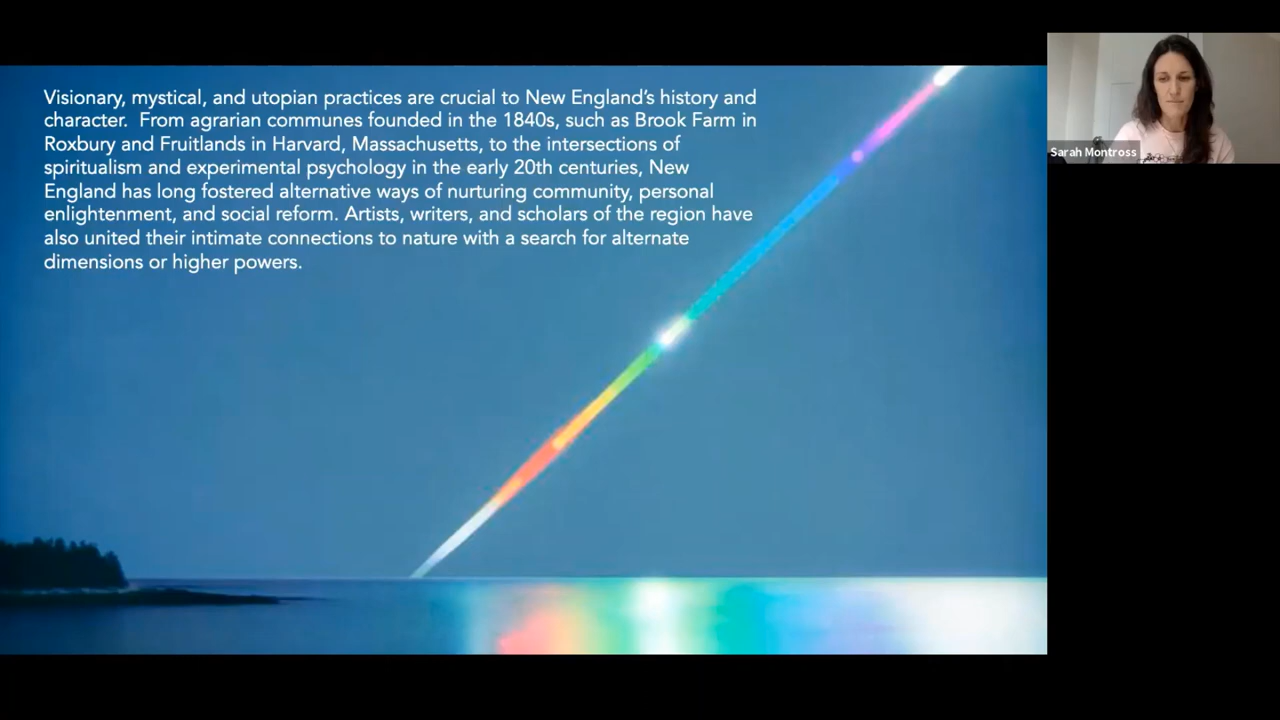 Visionary, mystical, and utopian practices are crucial to New England's history and
character.  From agrarian communes founded in the 1840s, such as Brook Farm in
Roxbury and Fruitlands in Harvard, Massachusetts, to the intersections of
spiritualism and experimental psychology in the early 20th centuries, New
England has long fostered alternative ways of nurturing community, personal
enlightenment, and social reform. Artists, writers, and scholars of the region have
also united their intimate connections to nature with a search for alternate
dimensions or higher powers.
Sarah Montross